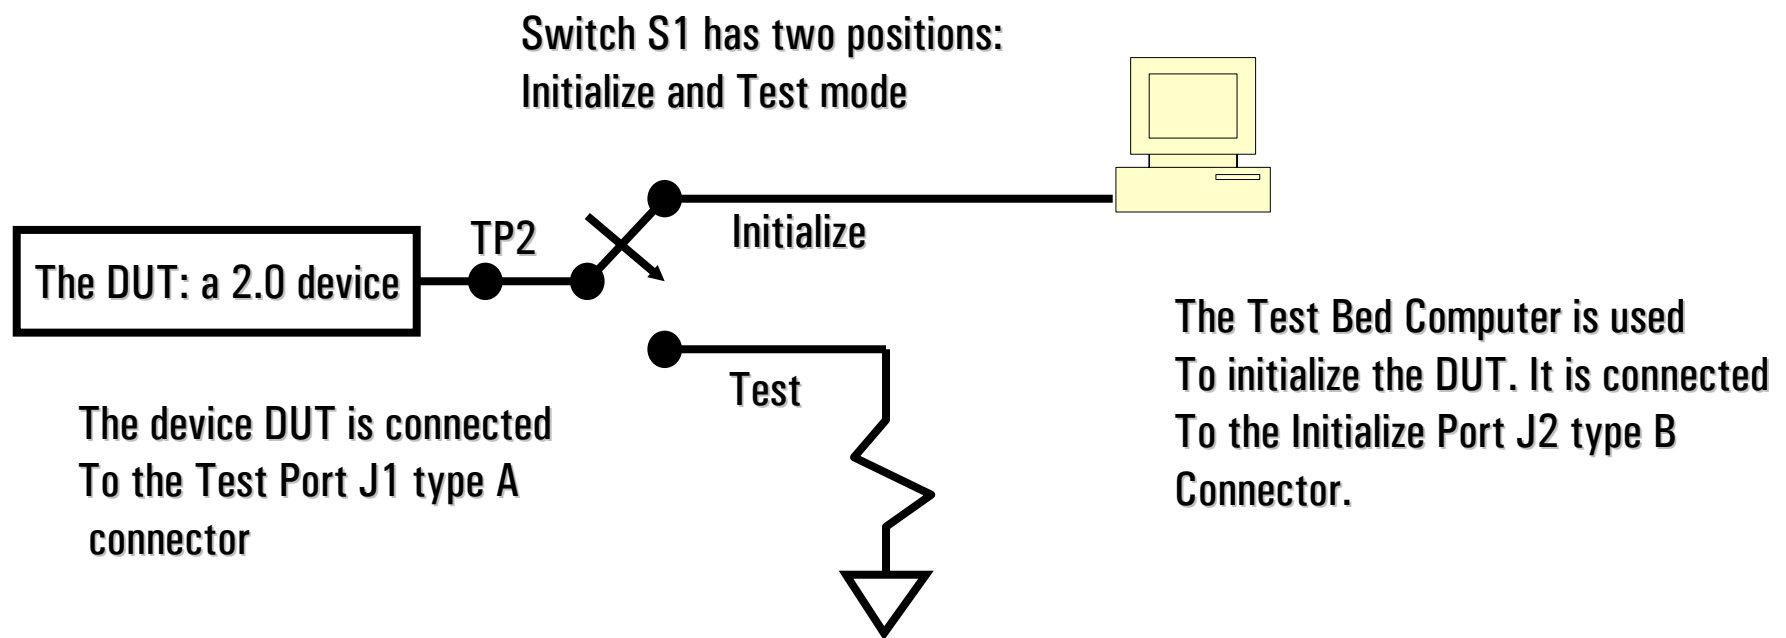 Switch S1 has two positions:
Initialize and Test mode
TP2
Initialize
The DUT: a 2.0 device
Test
The device DUT is connected
To the Test Port J1 type A
connector
The Test Bed Computer is used
To initialize the DUT. It is connected
To the Initialize Port J2 type B
Connector.